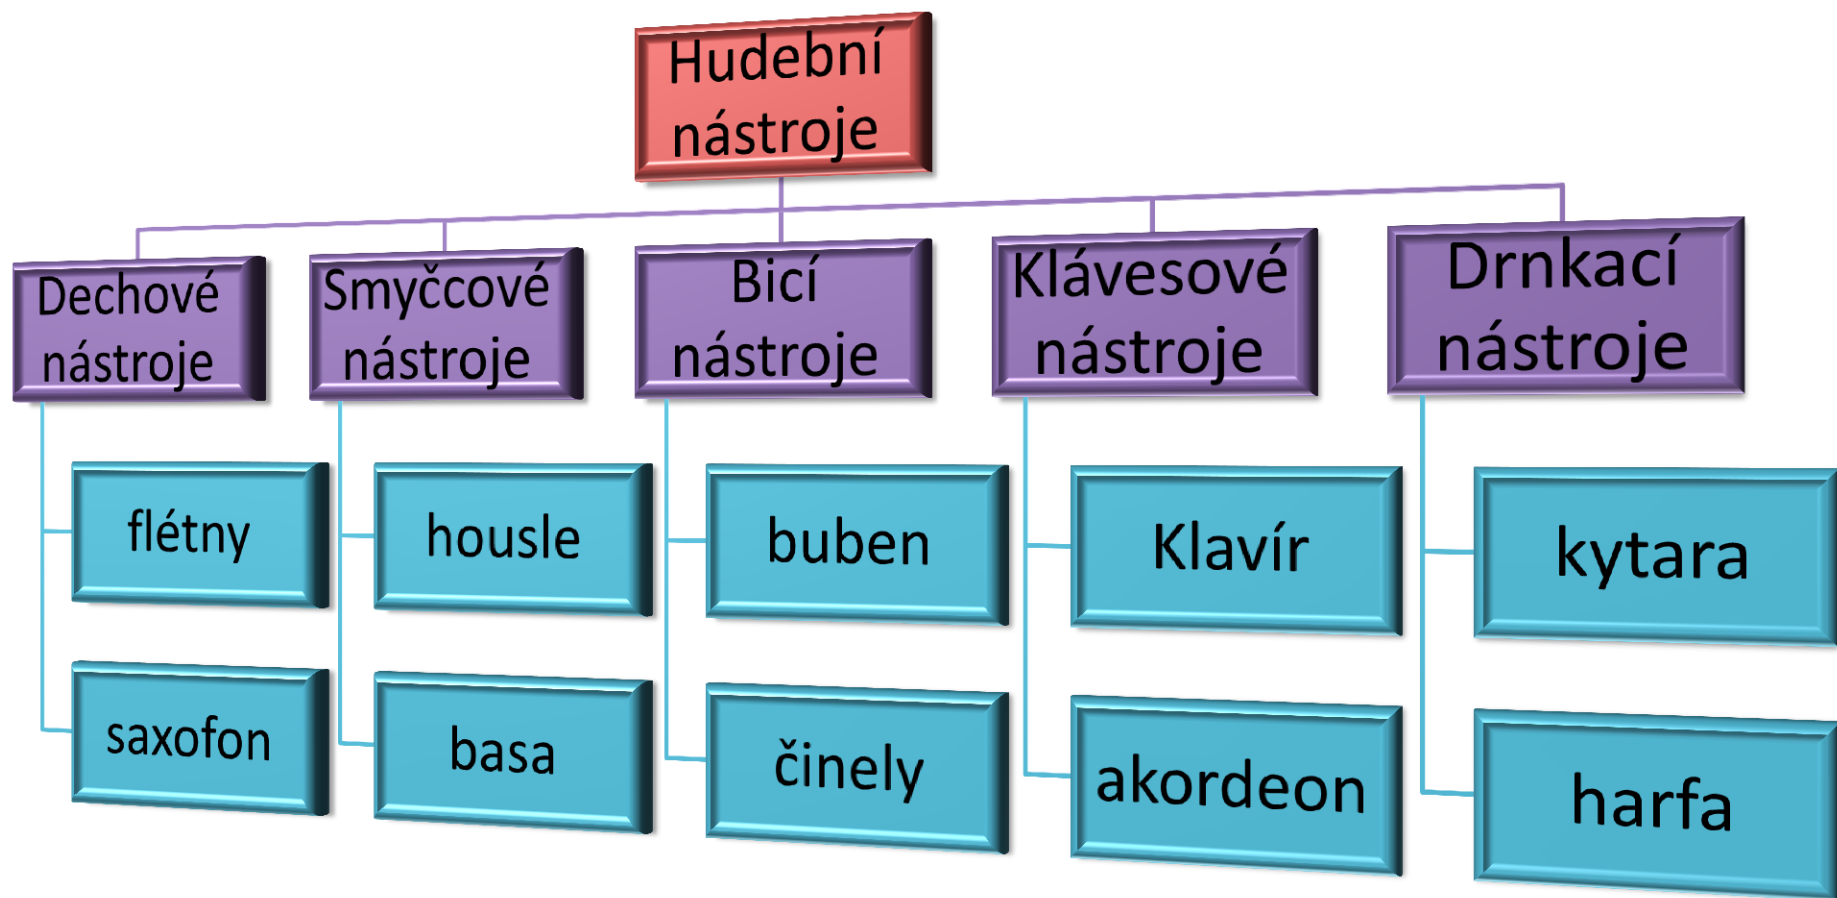 Hudební
nástroje
Dechové
nástroje
Smyčcové
nástroje
Bicí
nástroje
Klávesové
nástroje
Drnkací
nástroje
flétny
housle
buben
Klavír
kytara
saxofon
basa
činely
akordeon
harfa